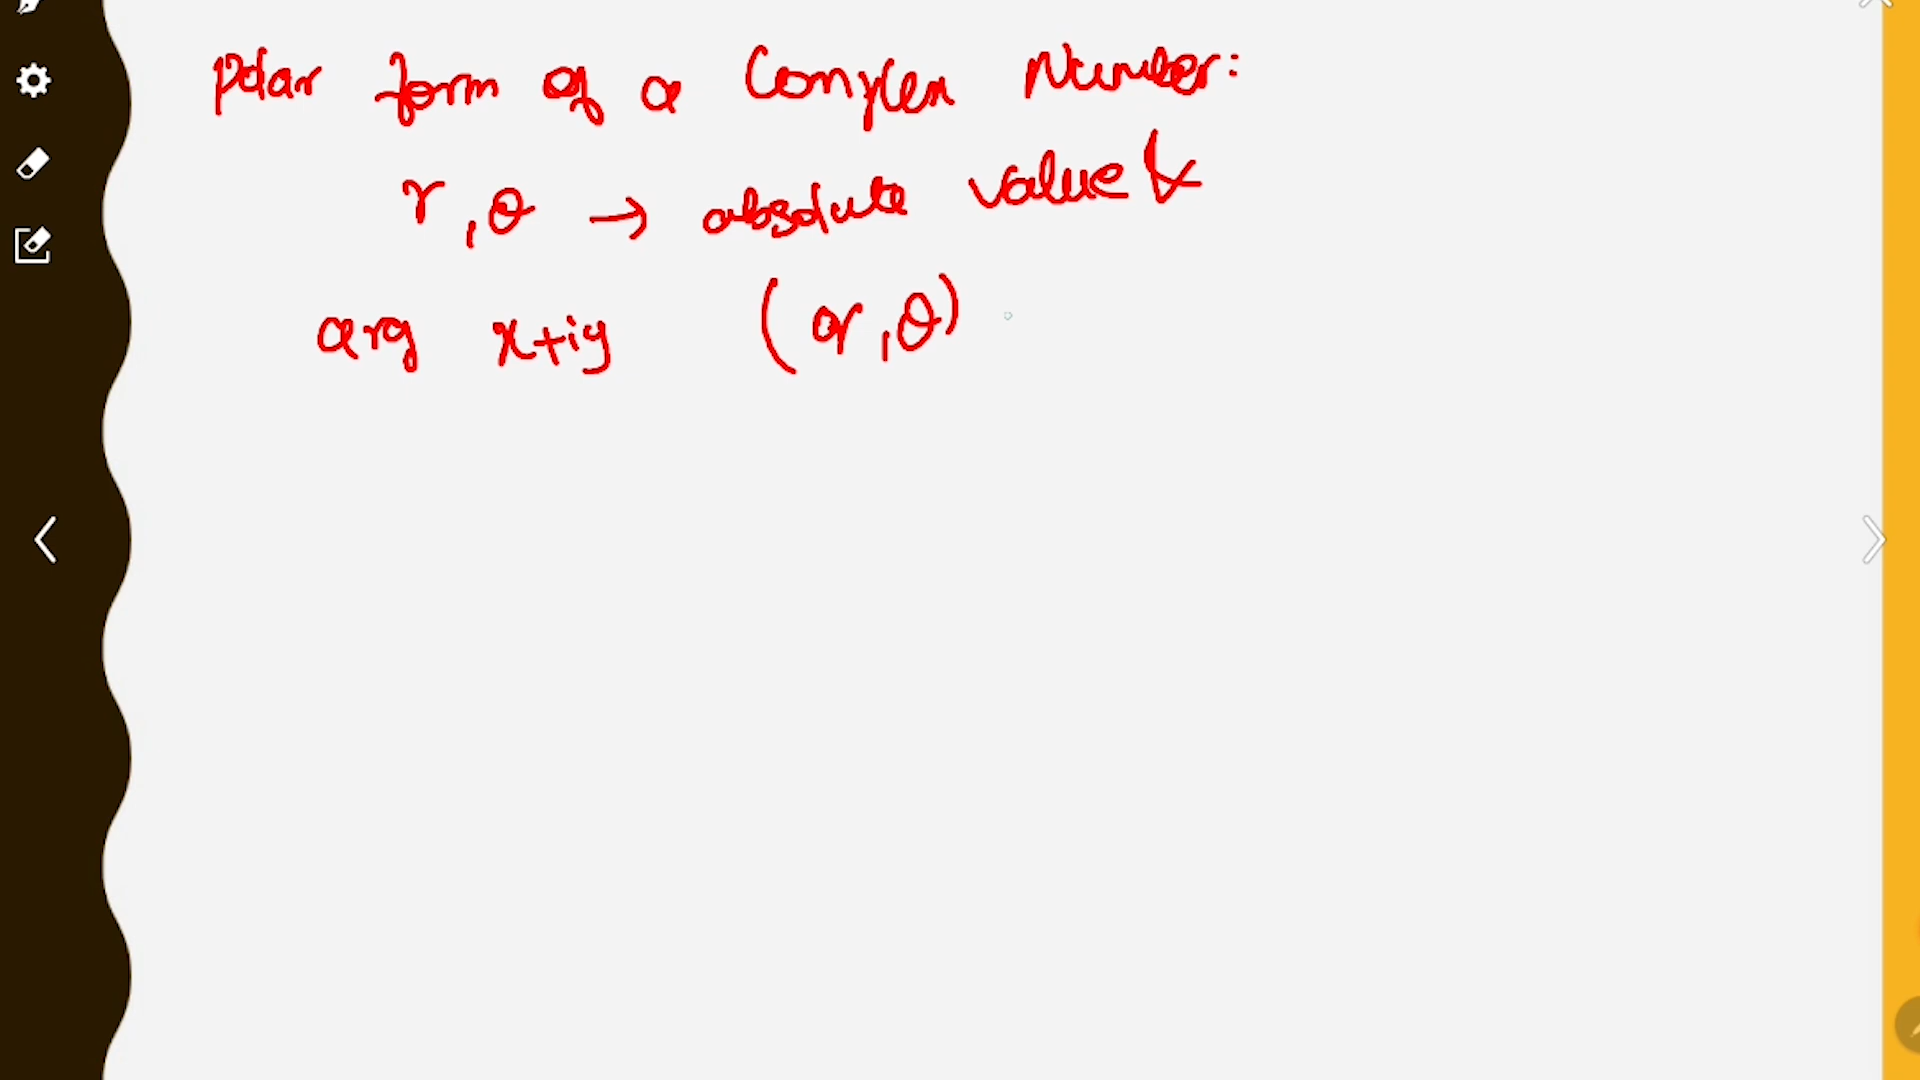 Polar form of a Complex Number:
r, θ → absolute value &
arg x+iy (r, θ)